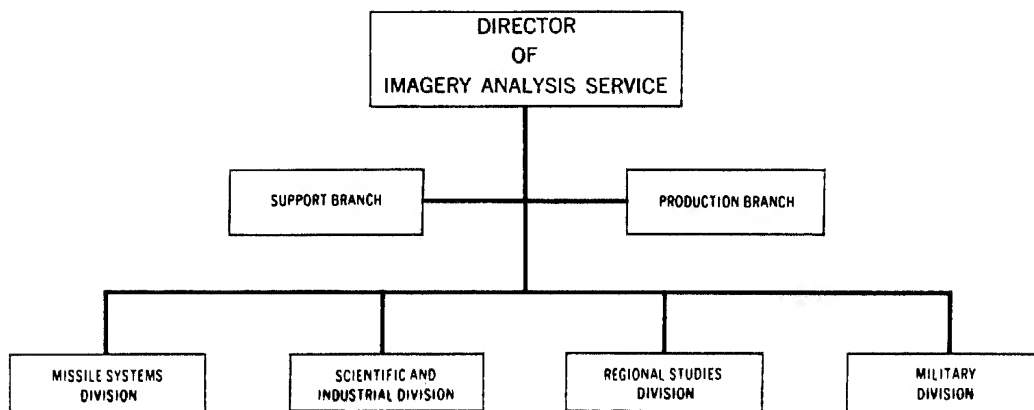 DIRECTOR
OF
IMAGERY ANALYSIS SERVICE
SUPPORT BRANCH
PRODUCTION BRANCH
MISSILE SYSTEMS
DIVISION
SCIENTIFIC AND
INDUSTRIAL DIVISION
REGIONAL STUDIES
DIVISION
MILITARY
DIVISION